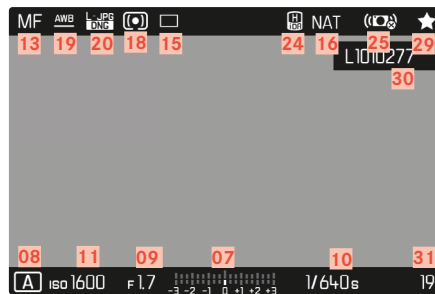 MF AWB L-JPG DNG H iDR NAT
13 19 20 18 15 24 16 25 29
L1010277
30
08 11 09 07 10 31
A ISO 1600 F 1.7 -3 -2 -1 0 +1 +2 +3 1/640s 19